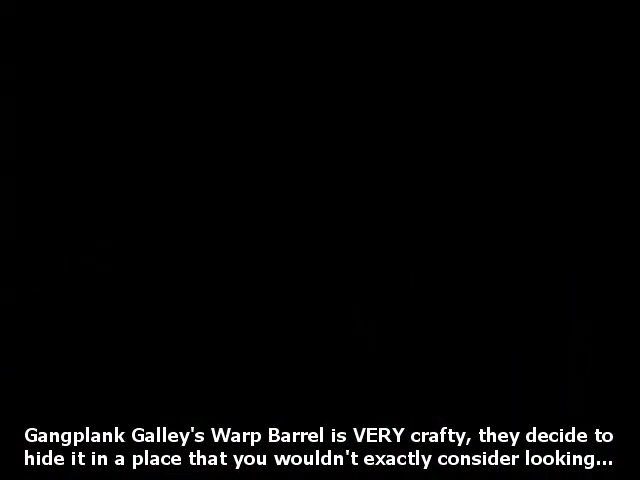 Gangplank Galley's Warp Barrel is VERY crafty, they decide to
hide it in a place that you wouldn't exactly consider looking...